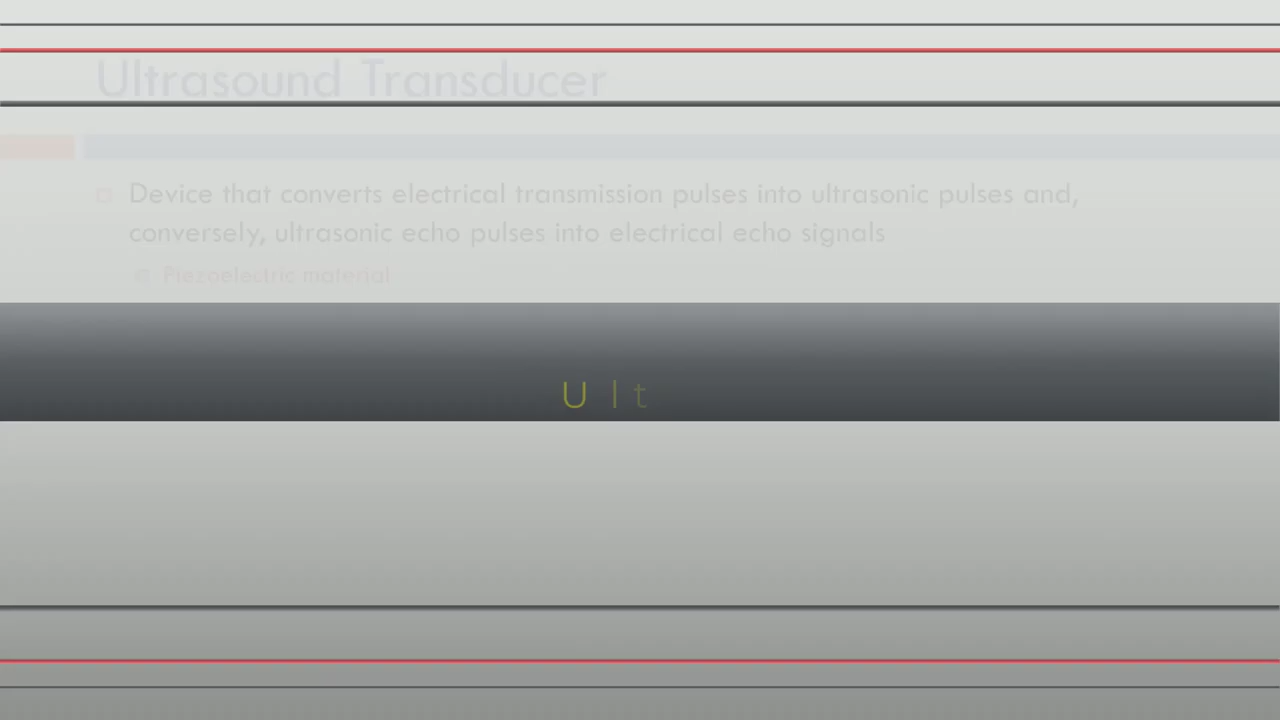 Ultrasound Transducer
Device that converts electrical transmission pulses into ultrasonic pulses and,
conversely, ultrasonic echo pulses into electrical echo signals
Piezoelectric material
Ult